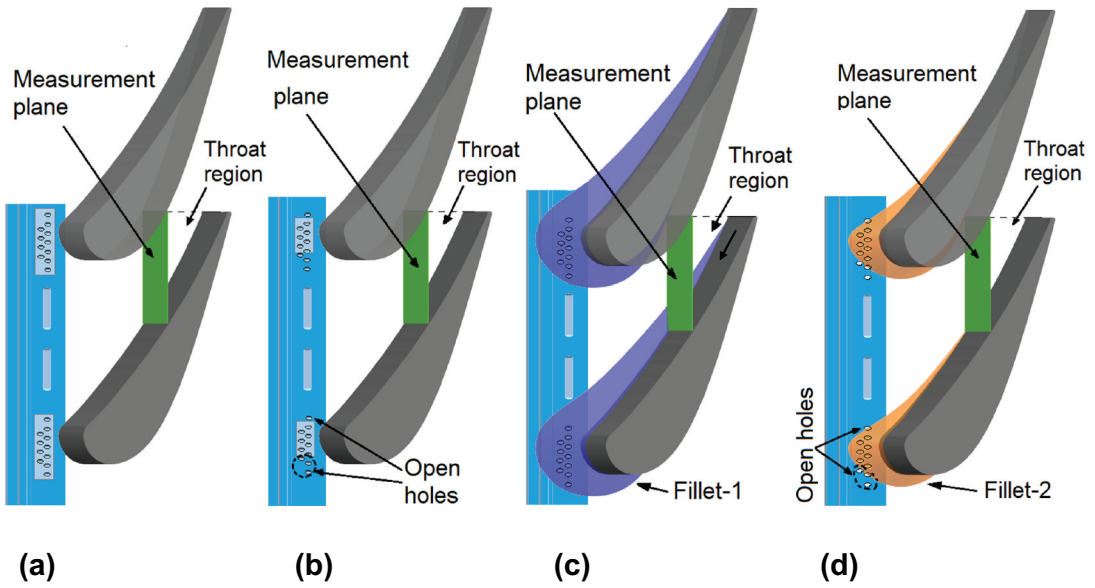 Measurement
plane
Throat
region
(a)
Measurement
plane
Throat
region
Open
holes
(b)
Measurement
plane
Throat
region
Fillet-1
(c)
Measurement
plane
Throat
region
Open holes
Fillet-2
(d)